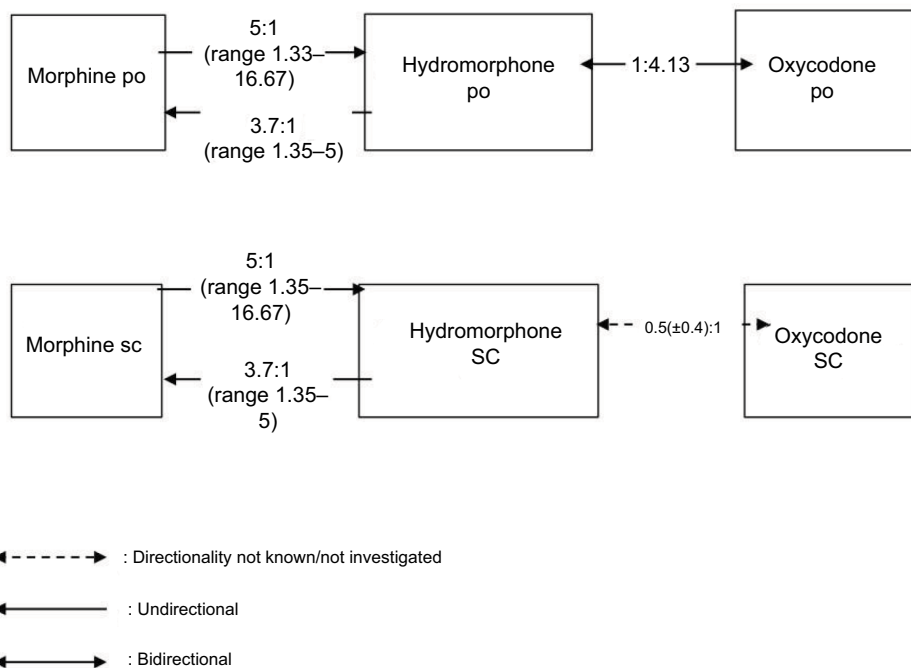 5:1
(range 1.33–
16.67)
Morphine po
3.7:1
(range 1.35–5)
Hydromorphone
po
1:4.13
Oxycodone
po
5:1
(range 1.35–
16.67)
Morphine sc
3.7:1
(range 1.35–
5)
Hydromorphone
SC
0.5(±0.4):1
Oxycodone
SC
: Directionality not known/not investigated
: Undirectional
: Bidirectional